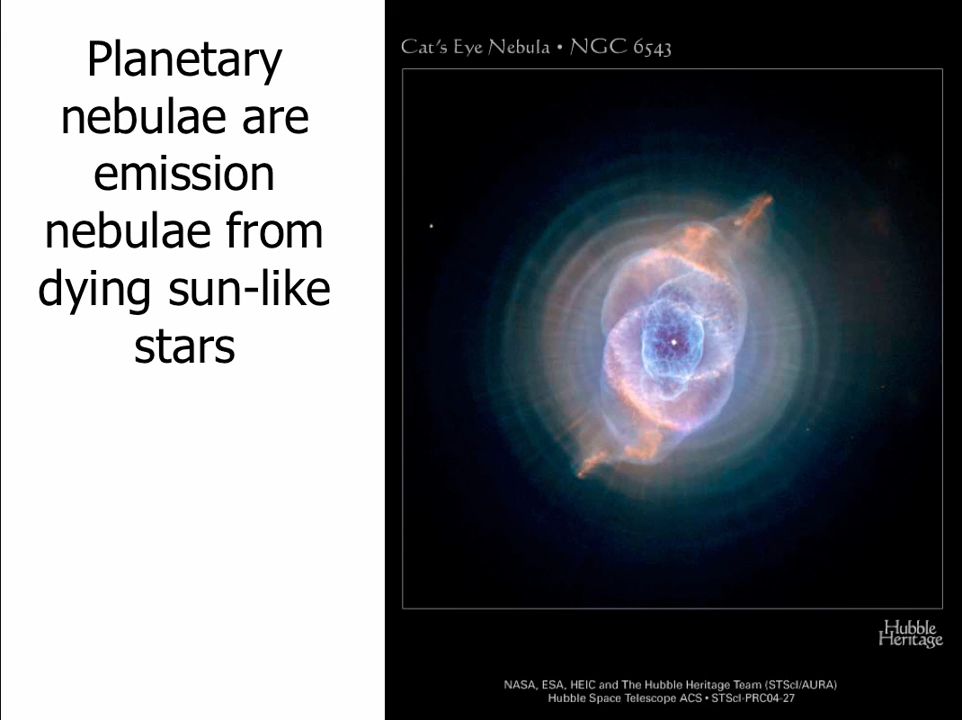 Planetary
nebulae are
emission
nebulae from
dying sun-like
stars
Cat's Eye Nebula • NGC 6543
Hubble
Heritage
NASA, ESA, HEIC and The Hubble Heritage Team (STScI/AURA)
Hubble Space Telescope ACS • STScI-PRC04-27